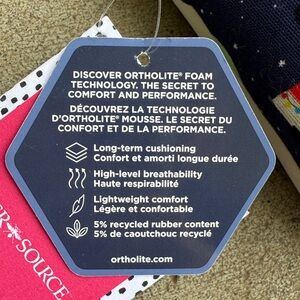 DISCOVER ORTHOLITE® FOAM
TECHNOLOGY. THE SECRET TO
COMFORT AND PERFORMANCE.
DÉCOUVREZ LA TECHNOLOGIE
D'ORTHOLITE® MOUSSE. LE SECRET DU
CONFORT ET DE LA PERFORMANCE.
Long-term cushioning
Confort et amorti longue durée
High-level breathability
Haute respirabilité
Lightweight comfort
Légère et confortable
5% recycled rubber content
5% de caoutchouc recyclé
ortholite.com
SOURCE